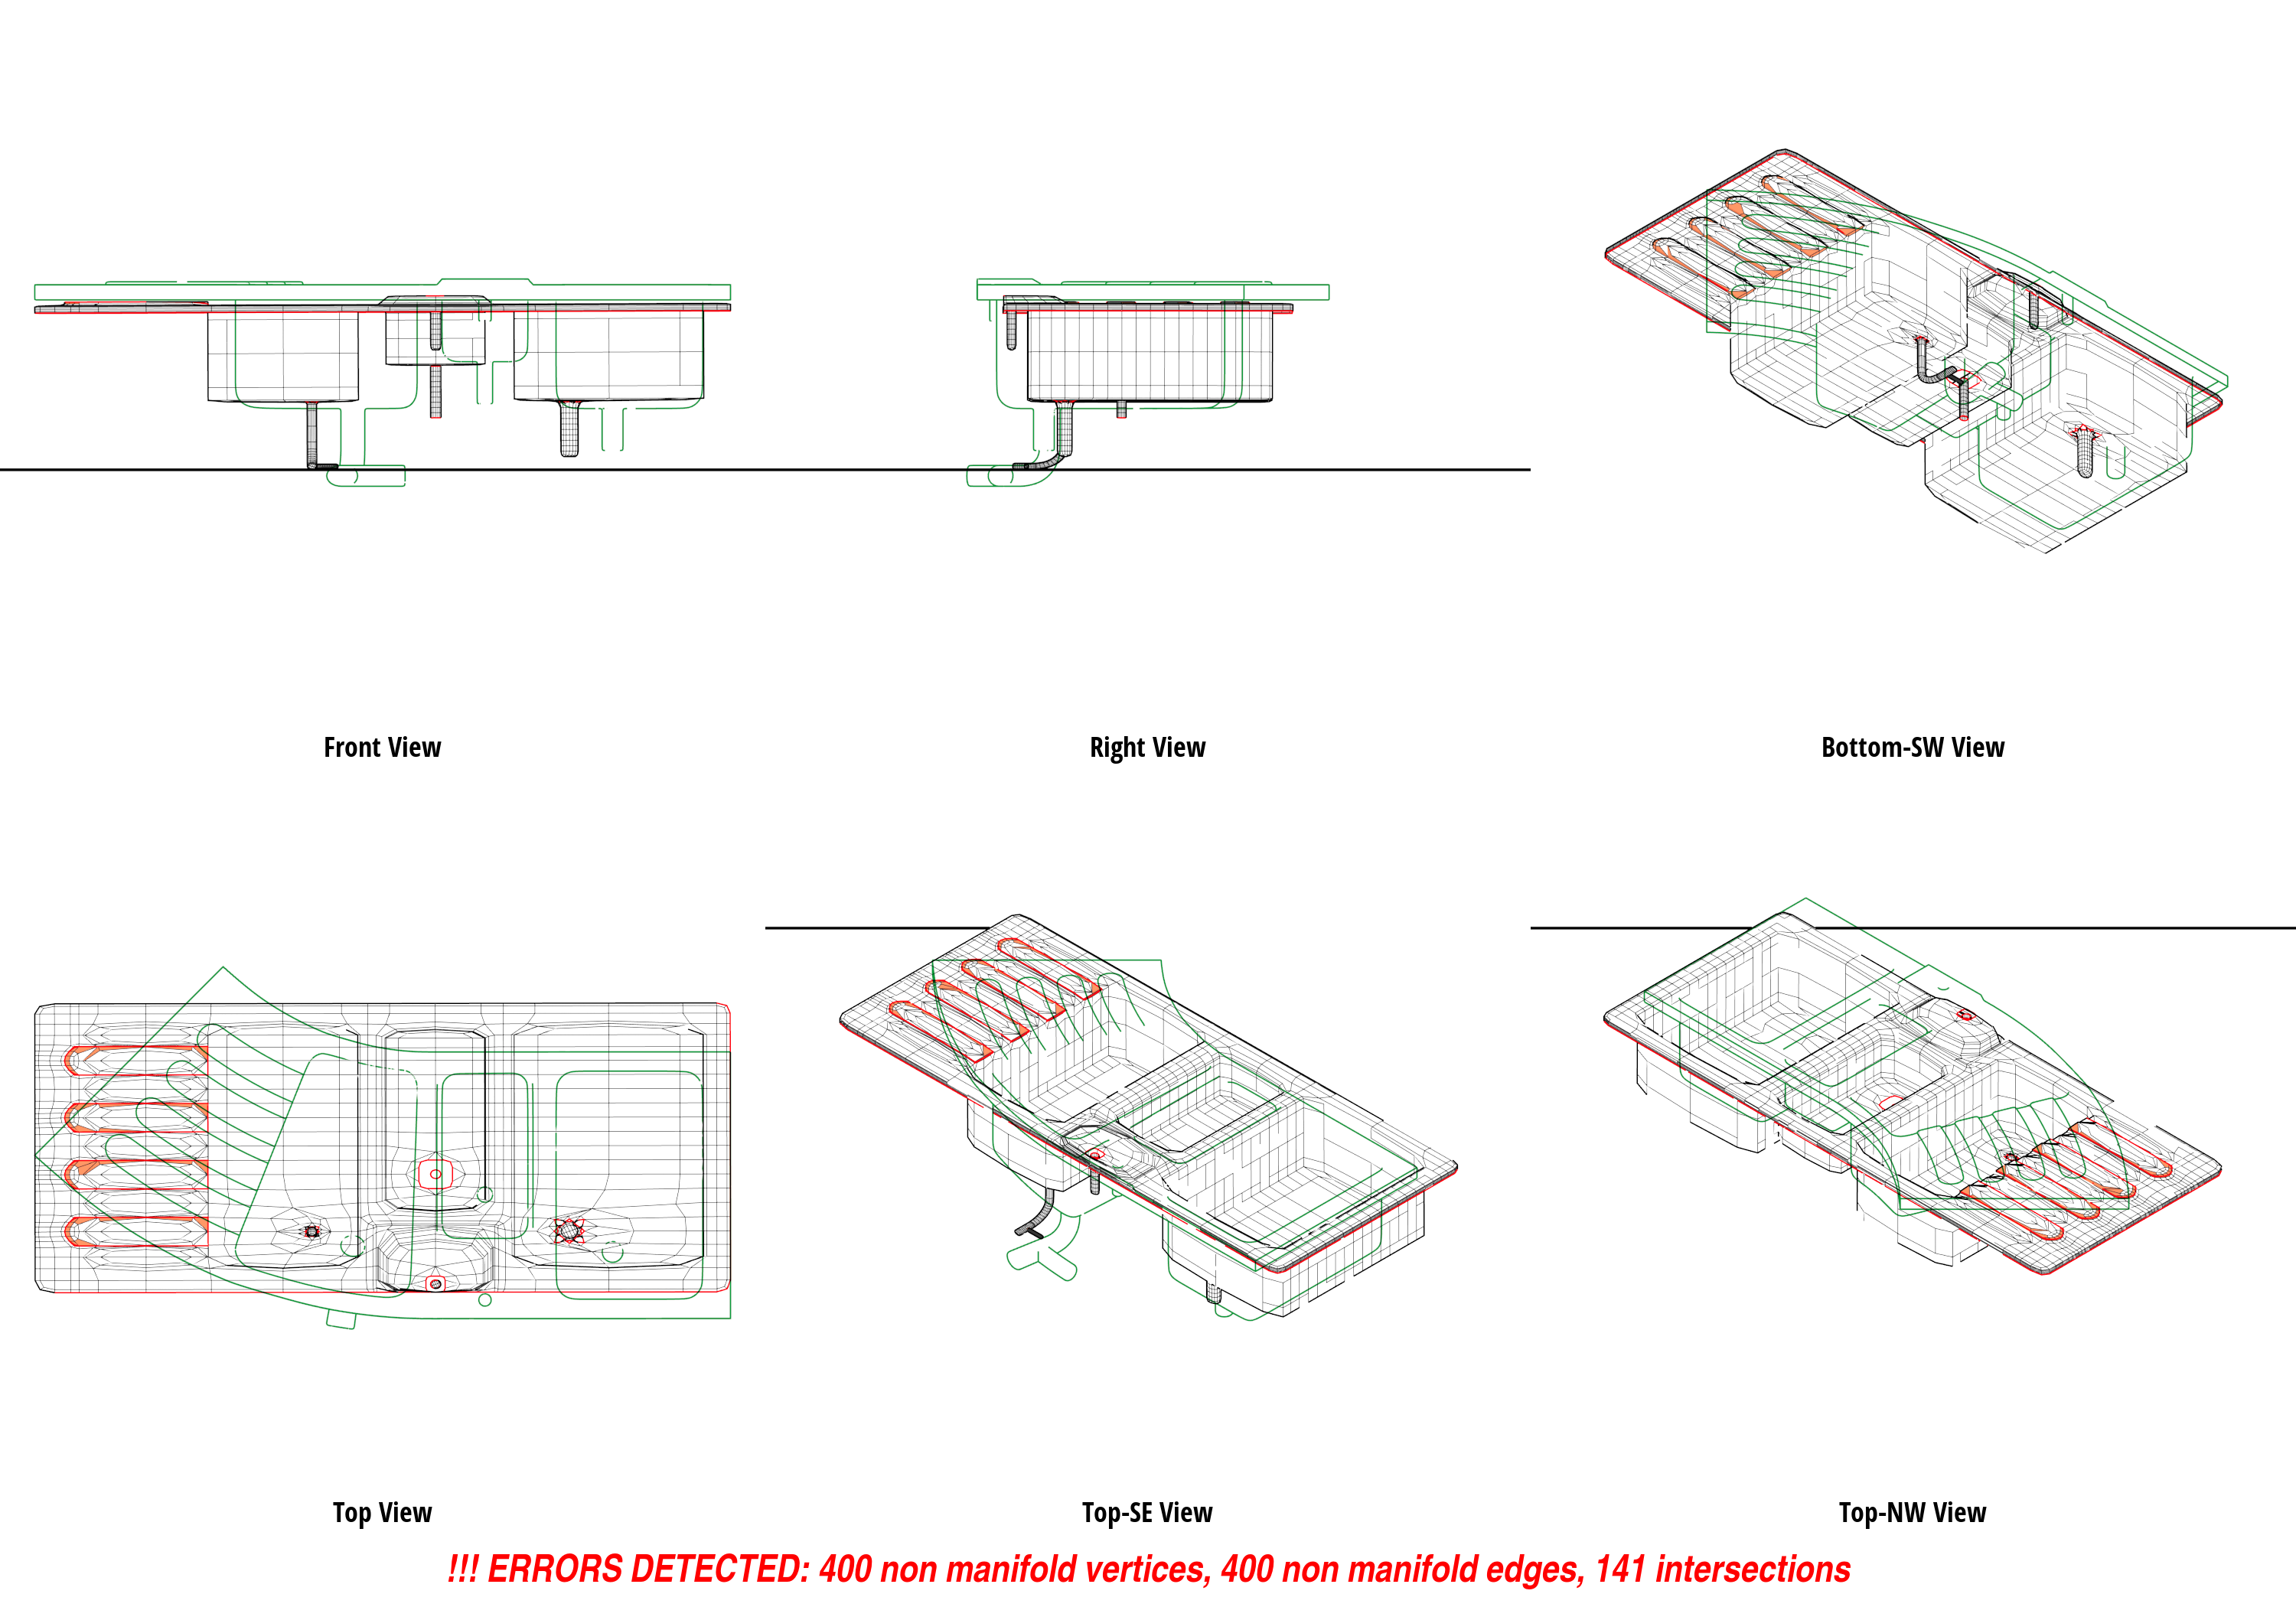 Front View
Right View
Bottom-SW View
Top View
Top-SE View
Top-NW View
!!! ERRORS DETECTED: 400 non manifold vertices, 400 non manifold edges, 141 intersections